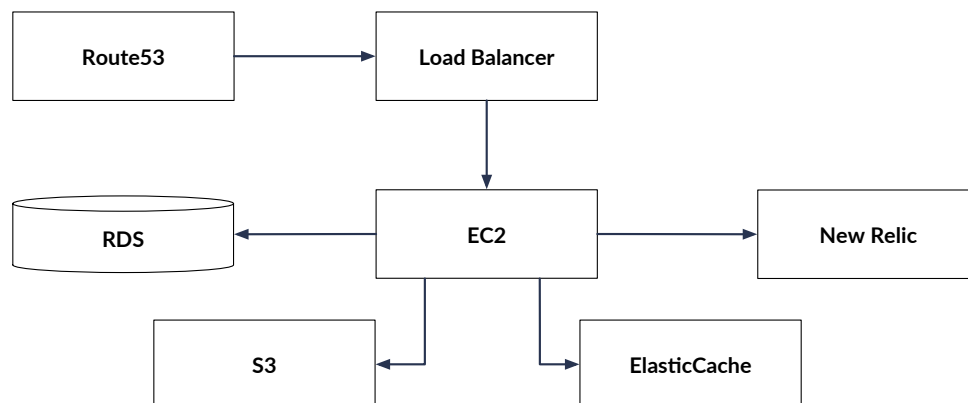 Route53
Load Balancer
RDS
EC2
New Relic
S3
ElasticCache